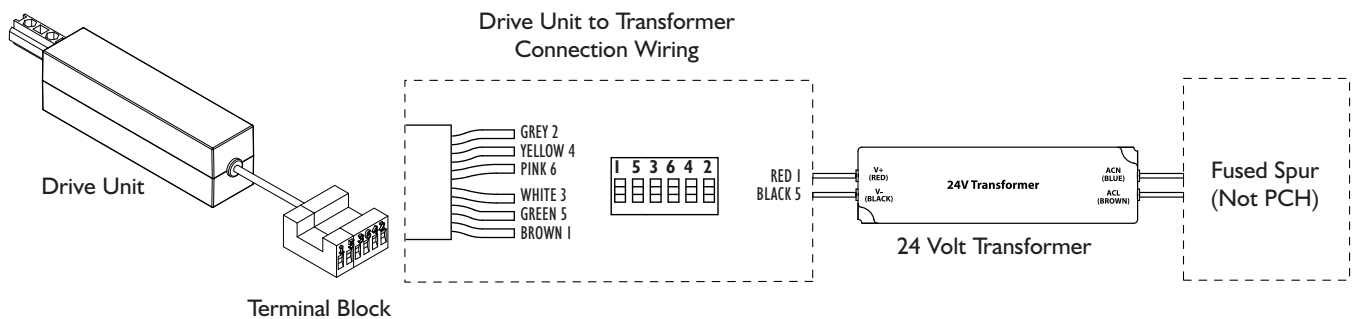 Drive Unit to Transformer
Connection Wiring
Drive Unit
Terminal Block
GREY 2
YELLOW 4
PINK 6
WHITE 3
GREEN 5
BROWN 1
1 5 3 6 4 2
RED 1
BLACK 5
V+
(RED)
V-
(BLACK)
24V Transformer
ACN
(BLUE)
ACL
(BROWN)
24 Volt Transformer
Fused Spur
(Not PCH)